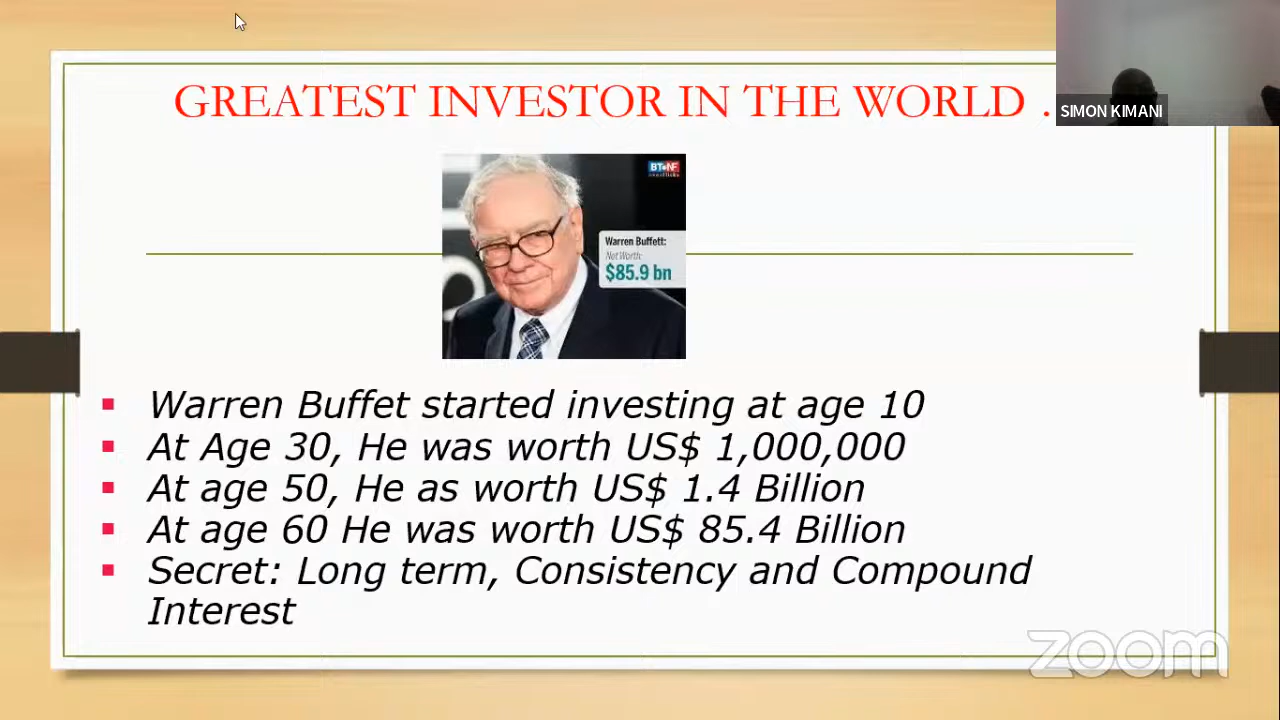 GREATEST INVESTOR IN THE WORLD .
SIMON KIMANI
BT NF
Warren Buffett:
Net Worth:
$85.9 bn
Warren Buffet started investing at age 10
At Age 30, He was worth US$ 1,000,000
At age 50, He as worth US$ 1.4 Billion
At age 60 He was worth US$ 85.4 Billion
Secret: Long term, Consistency and Compound
Interest
zoom